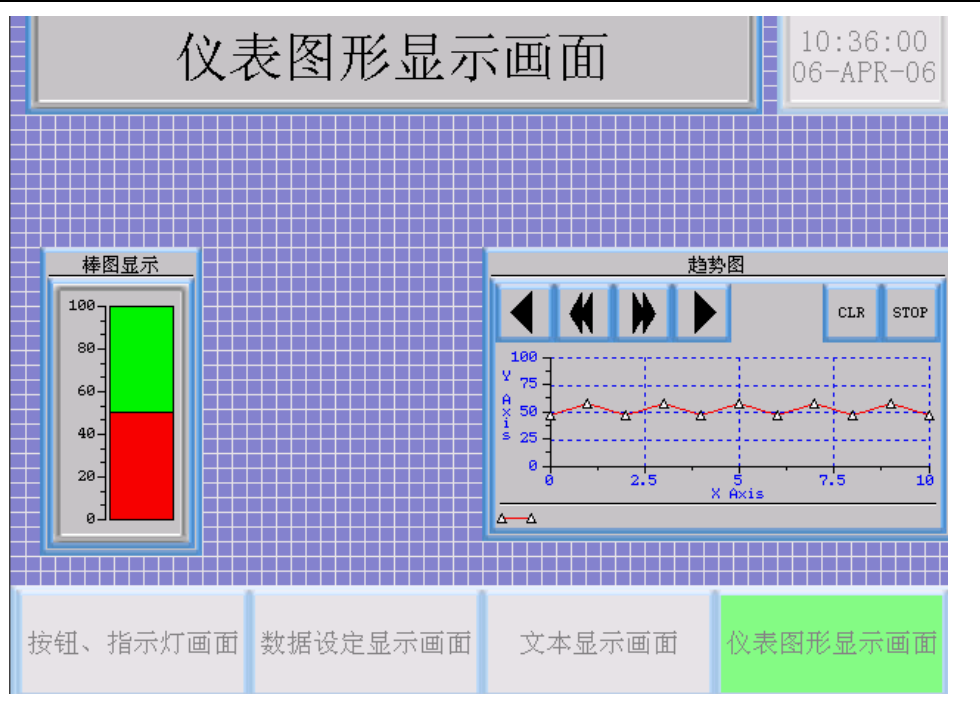 仪表图形显示画面
10:36:00
06-APR-06
棒图显示
100
80
60
40
20
0
趋势图
CLR
STOP
100
75
50
25
0
Y Axis
0 2.5 5 7.5 10
X Axis
按钮、指示灯画面
数据设定显示画面
文本显示画面
仪表图形显示画面